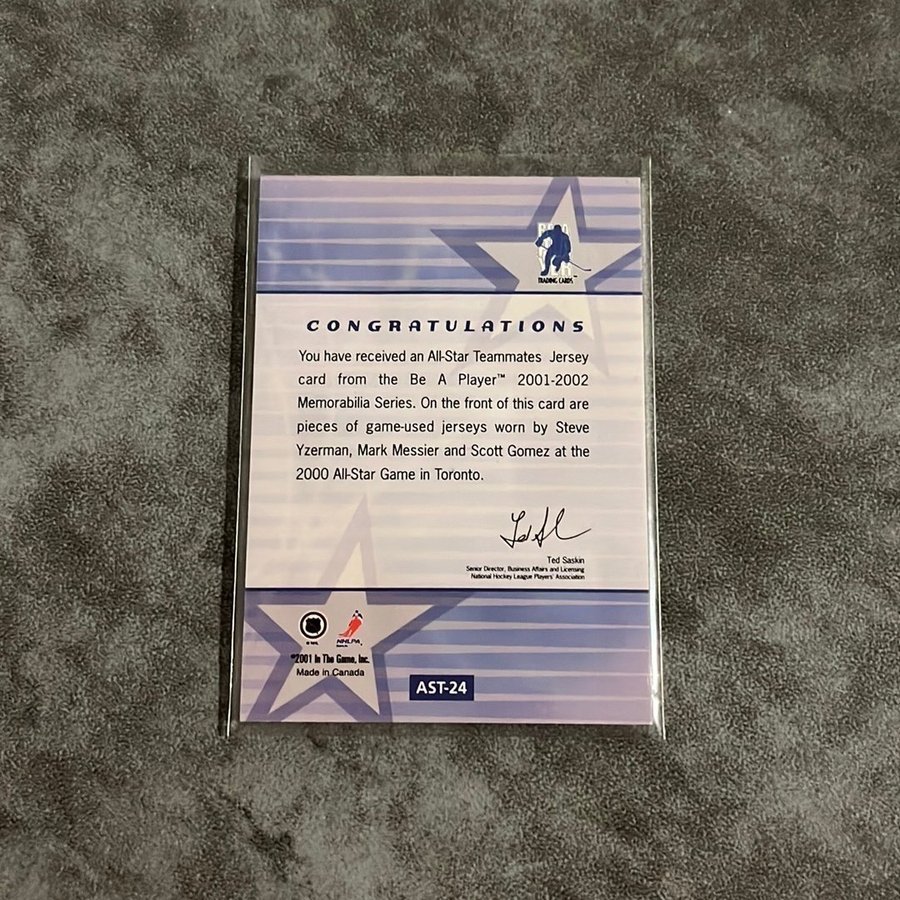 TRADING CARDS™
CONGRATULATIONS
You have received an All-Star Teammates Jersey
card from the Be A Player™ 2001-2002
Memorabilia Series. On the front of this card are
pieces of game-used jerseys worn by Steve
Yzerman, Mark Messier and Scott Gomez at the
2000 All-Star Game in Toronto.
Ted Saskin
Senior Director, Business Affairs and Licensing
National Hockey League Players' Association
© NHL
NHLPA
©2001 In The Game, Inc.
Made in Canada
AST-24